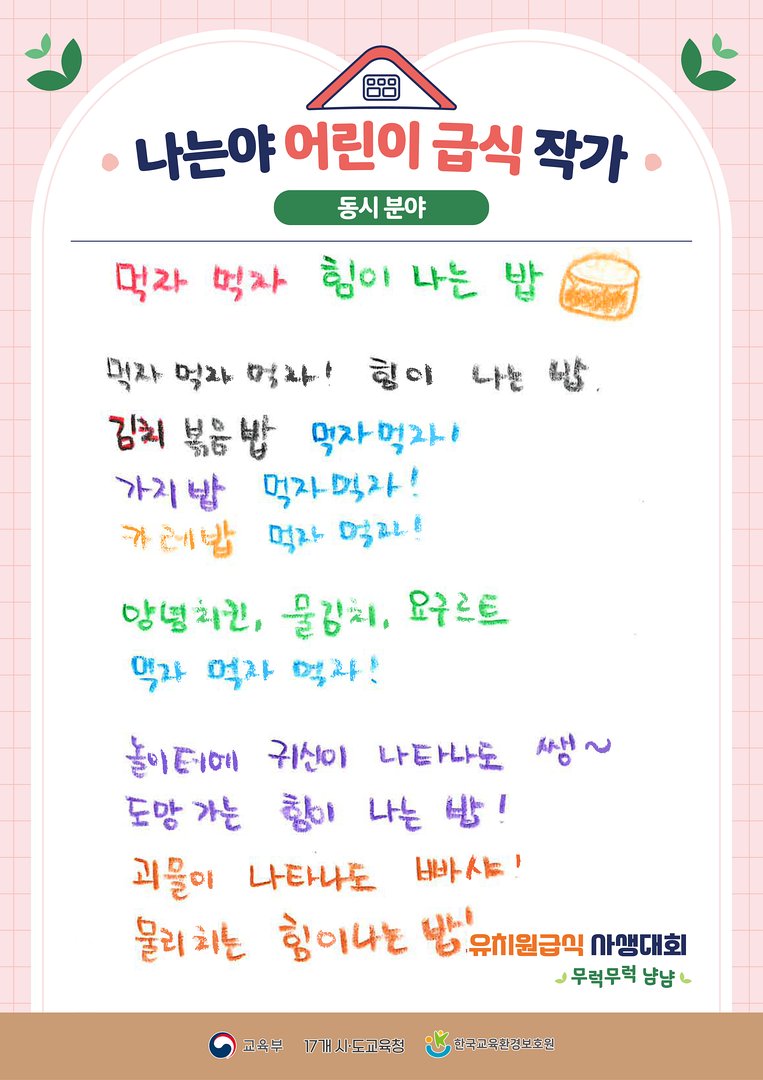 나는야 어린이 급식 작가
동시 분야
먹자 먹자 힘이 나는 밥
먹자 먹자 먹자! 힘이 나는 밥.
김치 볶음밥 먹자먹자!
가지밥 먹자먹자!
카레밥 먹자 먹자!
양념치킨, 물김치, 요구르트
먹자 먹자 먹자!
놀이터에 귀신이 나타나도 쌩~
도망 가는 힘이 나는 밥!
괴물이 나타나도 빠샤!
물리치는 힘이나는 밥!
유치원급식 사생대회
무럭무럭 냠냠
교육부 17개 시·도교육청 한국교육환경보호원